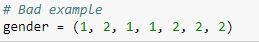 # Bad example
gender = (1, 2, 1, 1, 2, 2, 2)